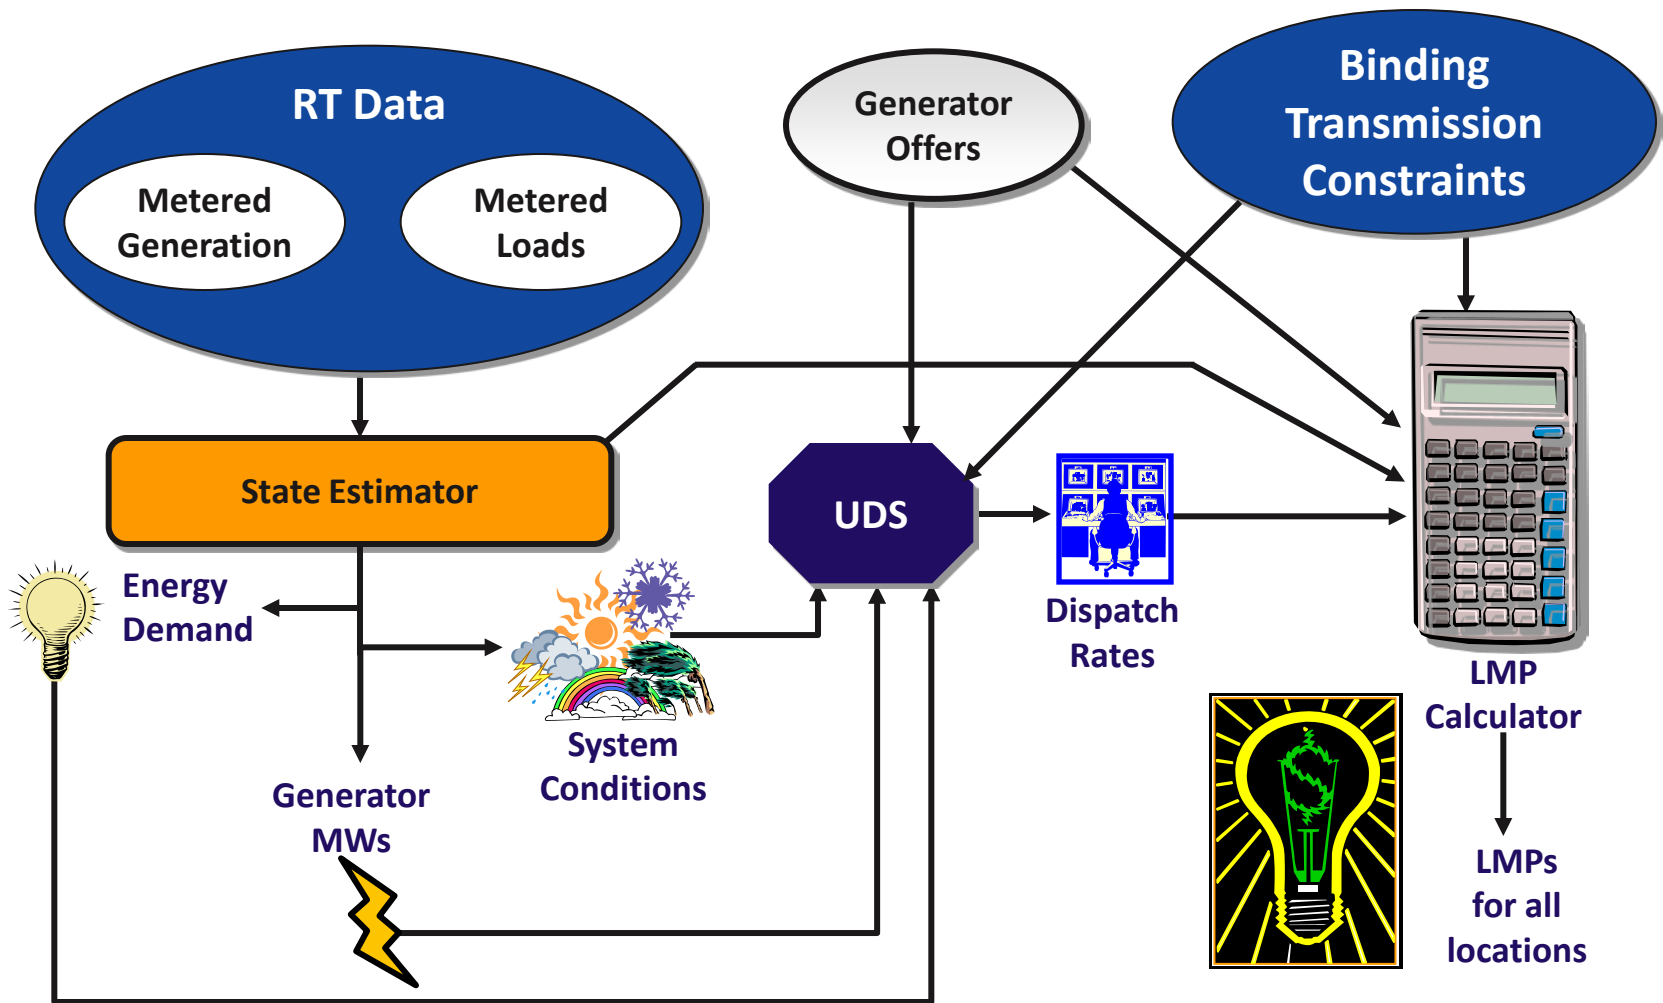 RT Data
Metered
Generation
Metered
Loads
Generator
Offers
Binding
Transmission
Constraints
State Estimator
UDS
Energy
Demand
System
Conditions
Generator
MWs
Dispatch
Rates
LMP
Calculator
LMPs
for all
locations